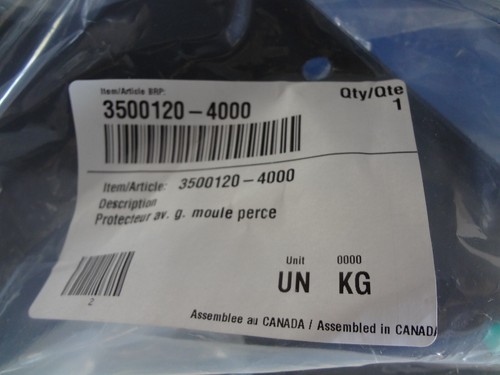 Item/Article BRP:
3500120-4000
Qty/Qte
1
Item/Article: 3500120-4000
Description
Protecteur av. g. moule perce
Unit 0000
UN KG
2
Assemblee au CANADA / Assembled in CANADA